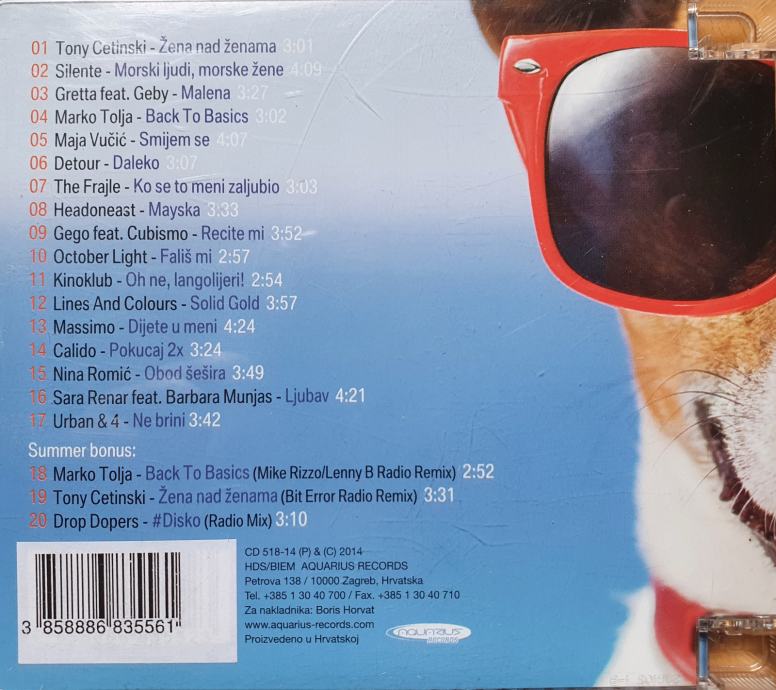 01 Tony Cetinski - Žena nad ženama 3:01
02 Silente - Morski ljudi, morske žene 4:09
03 Gretta feat. Geby - Malena 3:27
04 Marko Tolja - Back To Basics 3:02
05 Maja Vučić - Smijem se 4:07
06 Detour - Daleko 3:07
07 The Frajle - Ko se to meni zaljubio 3:03
08 Headoneast - Mayska 3:33
09 Gego feat. Cubismo - Recite mi 3:52
10 October Light - Fališ mi 2:57
11 Kinoklub - Oh ne, langolijeri! 2:54
12 Lines And Colours - Solid Gold 3:57
13 Massimo - Dijete u meni 4:24
14 Calido - Pokucaj 2x 3:24
15 Nina Romić - Obod šešira 3:49
16 Sara Renar feat. Barbara Munjas - Ljubav 4:21
17 Urban & 4 - Ne brini 3:42
Summer bonus:
18 Marko Tolja - Back To Basics (Mike Rizzo/Lenny B Radio Remix) 2:52
19 Tony Cetinski - Žena nad ženama (Bit Error Radio Remix) 3:31
20 Drop Dopers - #Disko (Radio Mix) 3:10
3 858886 835561
CD 518-14 (P) & (C) 2014
HDS/BIEM AQUARIUS RECORDS
Petrova 138 / 10000 Zagreb, Hrvatska
Tel. +385 1 30 40 700 / Fax. +385 1 30 40 710
Za nakladnika: Boris Horvat
www.aquarius-records.com
Proizvedeno u Hrvatskoj
AQUARIUS
RECORDS